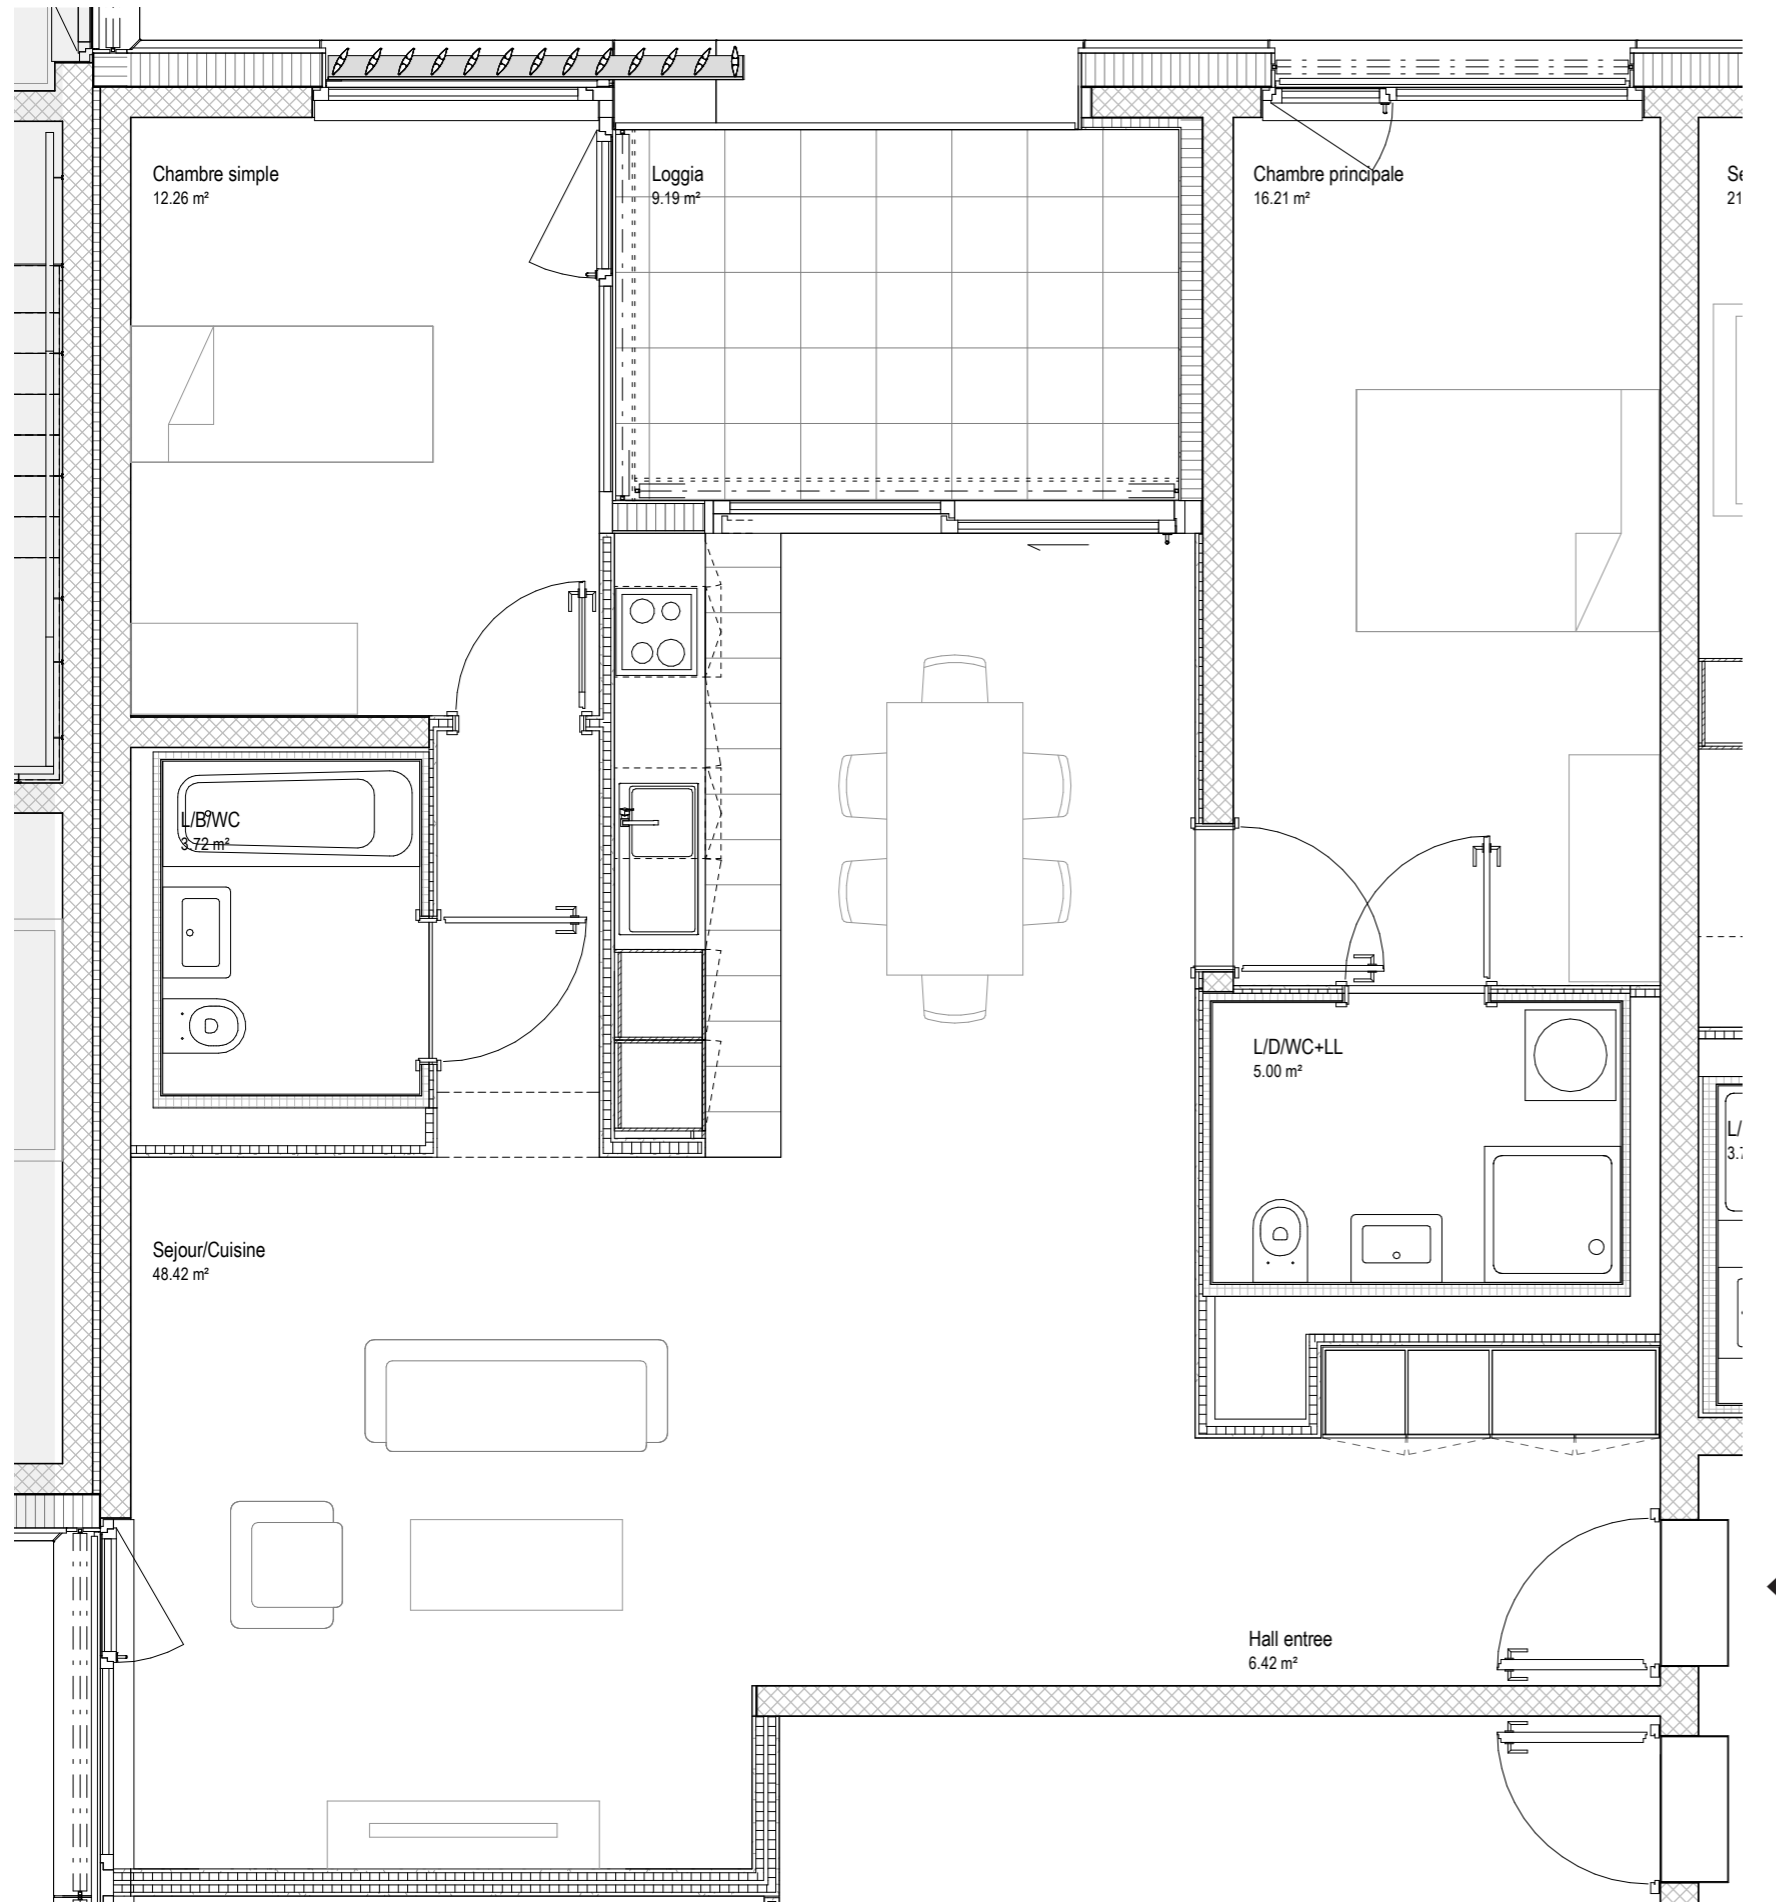 Chambre simple
12.26 m²
Loggia
9.19 m²
Chambre principale
16.21 m²
L/B/WC
3.72 m²
L/D/WC+LL
5.00 m²
Sejour/Cuisine
48.42 m²
Hall entree
6.42 m²